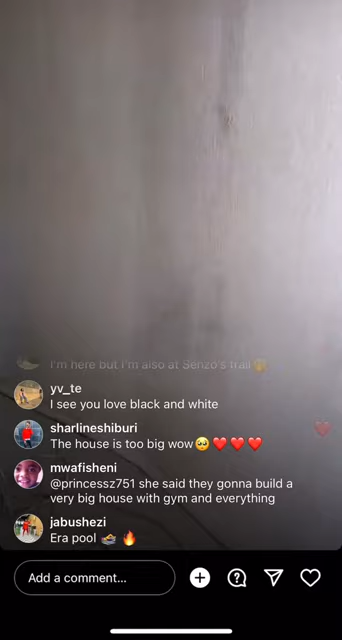 I'm here but I'm also at Senzo's trail🤭
yv_te
I see you love black and white
sharlineshiburi
The house is too big wow🥺❤️❤️❤️
mwafisheni
@princessz751 she said they gonna build a
very big house with gym and everything
jabushezi
Era pool 🏊🔥
Add a comment...